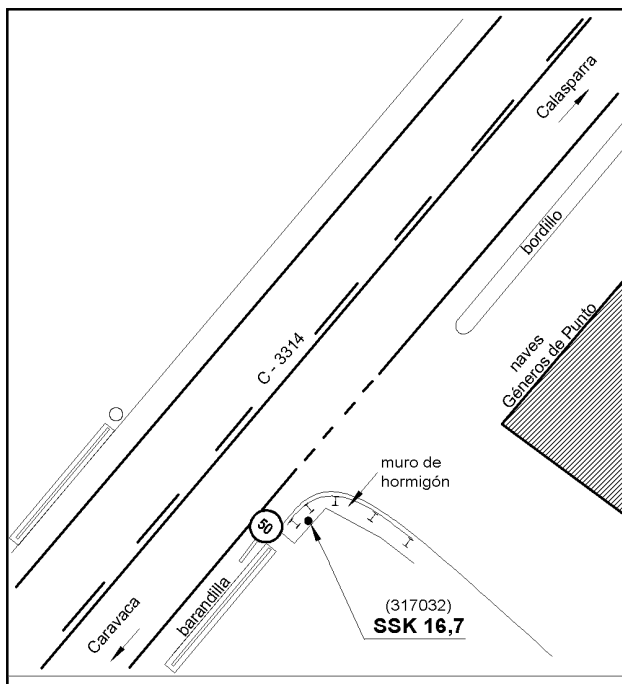 Calasparra
bordillo
naves
Géneros de Punto
C - 3314
muro de
hormigón
50
barandilla
Caravaca
(317032)
SSK 16,7